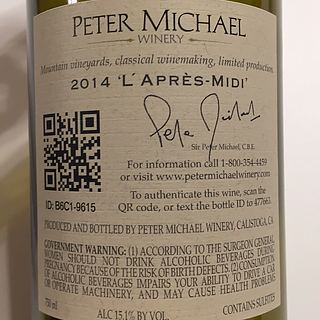 PETER MICHAEL
WINERY
Mountain vineyards, classical winemaking, limited production.
2014 'L'APRÈS-MIDI'
Peter Michael
Sir Peter Michael, C.B.E.
For information call 1-800-354-4459
or visit www.petermichaelwinery.com
To authenticate this wine, scan the
QR code, or text the bottle ID to 477663.
ID: B6C1-9615
PRODUCED AND BOTTLED BY PETER MICHAEL WINERY, CALISTOGA, CA
GOVERNMENT WARNING: (1) ACCORDING TO THE SURGEON GENERAL
WOMEN SHOULD NOT DRINK ALCOHOLIC BEVERAGES DURING
PREGNANCY BECAUSE OF THE RISK OF BIRTH DEFECTS. (2) CONSUMPTION
OF ALCOHOLIC BEVERAGES IMPAIRS YOUR ABILITY TO DRIVE A CAR
OR OPERATE MACHINERY, AND MAY CAUSE HEALTH PROBLEMS
750 ml
ALC 15.1% BY VOL.
CONTAINS SULFITES